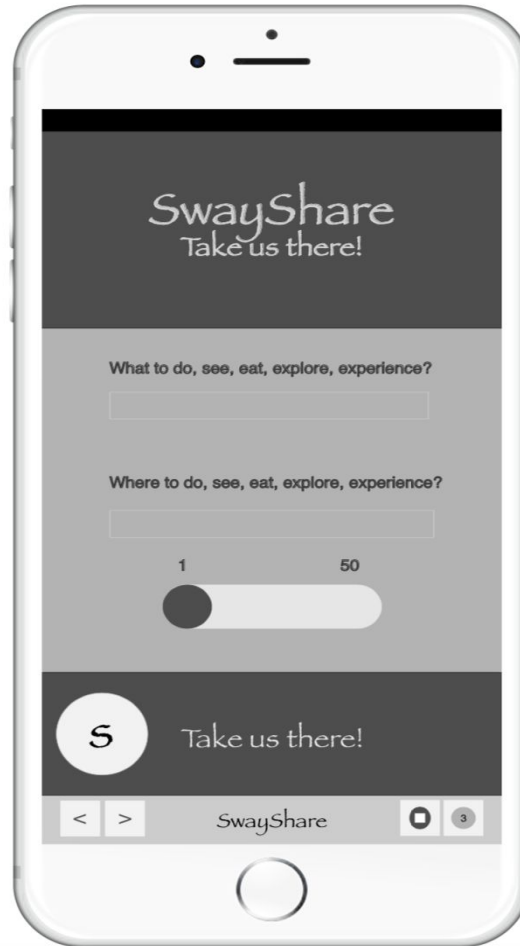 SwayShare
Take us there!
What to do, see, eat, explore, experience?
Where to do, see, eat, explore, experience?
1 50
S Take us there!
< > SwayShare 3